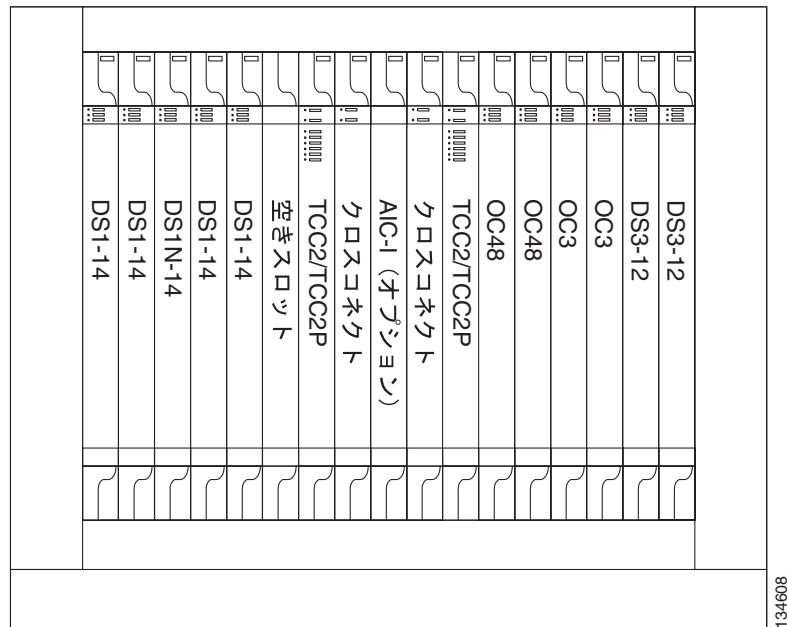 DS1-14
DS1-14
DS1N-14
DS1-14
DS1-14
空きスロット
TCC2/TCC2P
クロスコネクト
AIC-I（オプション）
クロスコネクト
TCC2/TCC2P
OC48
OC48
OC3
OC3
DS3-12
DS3-12
134608